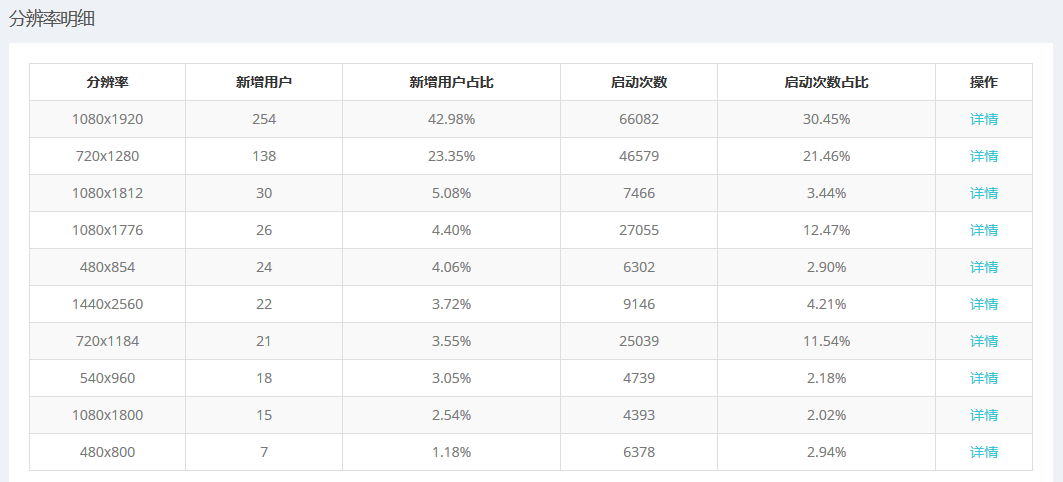 分辨率明细
分辨率 新增用户 新增用户占比 启动次数 启动次数占比 操作
1080x1920 254 42.98% 66082 30.45% 详情
720x1280 138 23.35% 46579 21.46% 详情
1080x1812 30 5.08% 7466 3.44% 详情
1080x1776 26 4.40% 27055 12.47% 详情
480x854 24 4.06% 6302 2.90% 详情
1440x2560 22 3.72% 9146 4.21% 详情
720x1184 21 3.55% 25039 11.54% 详情
540x960 18 3.05% 4739 2.18% 详情
1080x1800 15 2.54% 4393 2.02% 详情
480x800 7 1.18% 6378 2.94% 详情